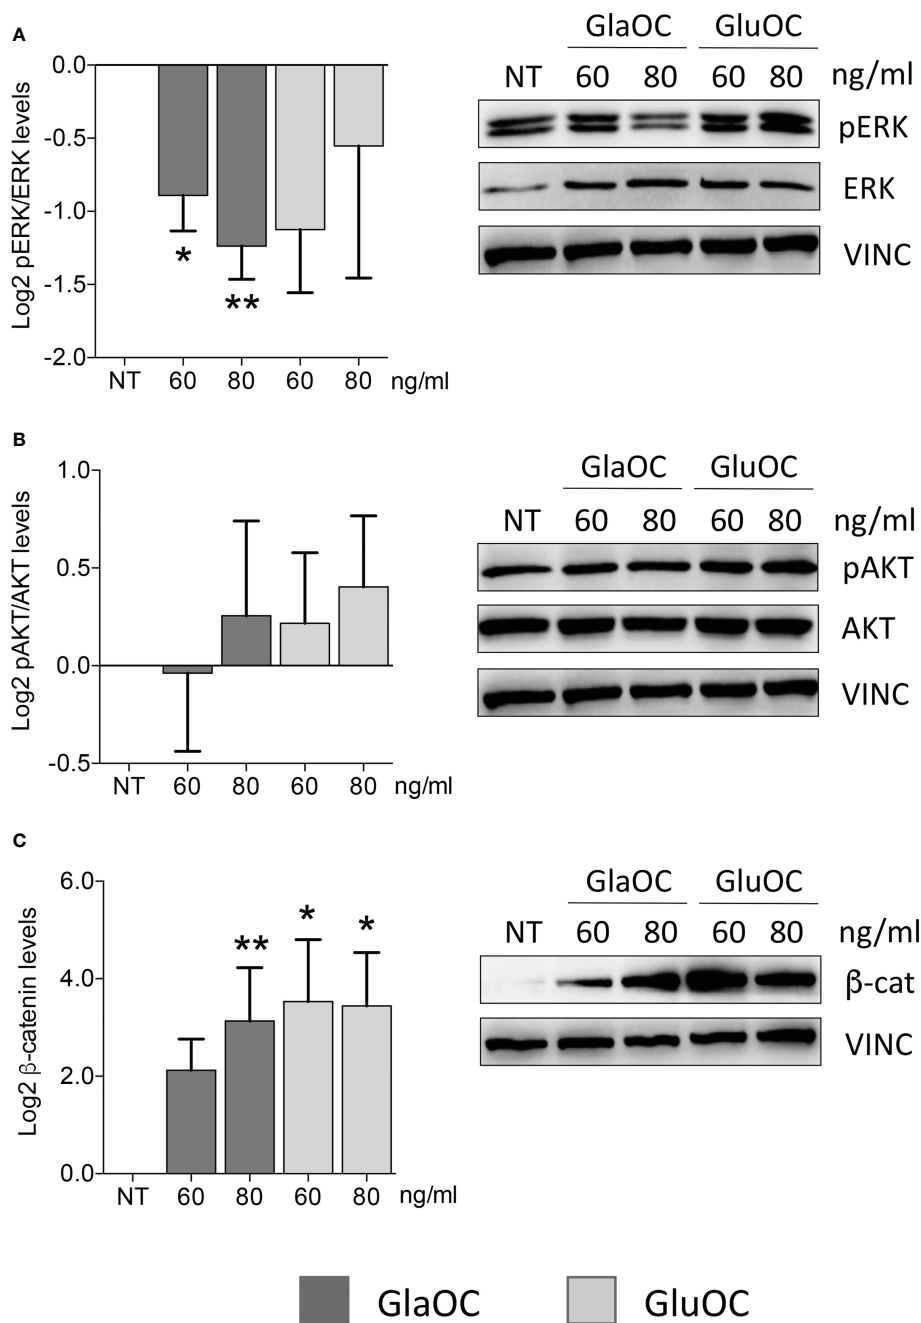 A
GlaOC GluOC
NT 60 80 60 80 ng/ml
pERK
ERK
VINC
Log2 pERK/ERK levels
0.0
-0.5
-1.0
-1.5
-2.0
*
**
NT 60 80 60 80 ng/ml
B
GlaOC GluOC
NT 60 80 60 80 ng/ml
pAKT
AKT
VINC
Log2 pAKT/AKT levels
1.0
0.5
0.0
-0.5
NT 60 80 60 80 ng/ml
C
GlaOC GluOC
NT 60 80 60 80 ng/ml
β-cat
VINC
Log2 β-catenin levels
6.0
4.0
2.0
0.0
** * *
NT 60 80 60 80 ng/ml
GlaOC GluOC